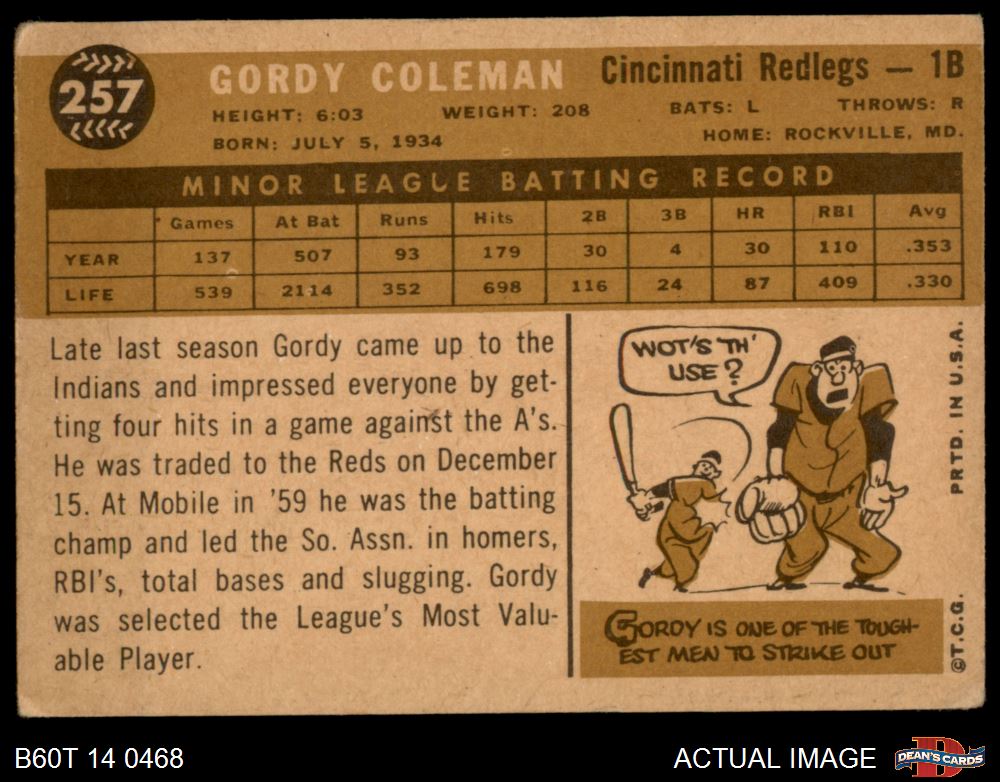 257
GORDY COLEMAN Cincinnati Redlegs — 1B
HEIGHT: 6:03 WEIGHT: 208 BATS: L THROWS: R
BORN: JULY 5, 1934 HOME: ROCKVILLE, MD.
MINOR LEAGUE BATTING RECORD
Games At Bat Runs Hits 2B 3B HR RBI Avg
YEAR 137 507 93 179 30 4 30 110 .353
LIFE 539 2114 352 698 116 24 87 409 .330
Late last season Gordy came up to the
Indians and impressed everyone by get-
ting four hits in a game against the A's.
He was traded to the Reds on December
15. At Mobile in '59 he was the batting
champ and led the So. Assn. in homers,
RBI's, total bases and slugging. Gordy
was selected the League's Most Valu-
able Player.
WOT'S TH'
USE?
GORDY IS ONE OF THE TOUGH-
EST MEN TO STRIKE OUT
©T.C.G. PRTD. IN U.S.A.
B60T 14 0468 ACTUAL IMAGE
D
DEAN'S CARDS